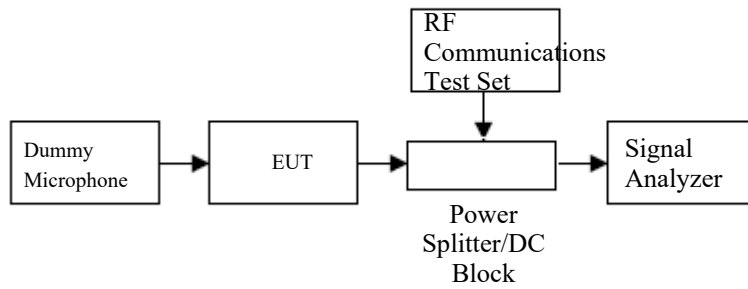 RF
Communications
Test Set
Dummy
Microphone
EUT
Signal
Analyzer
Power
Splitter/DC
Block